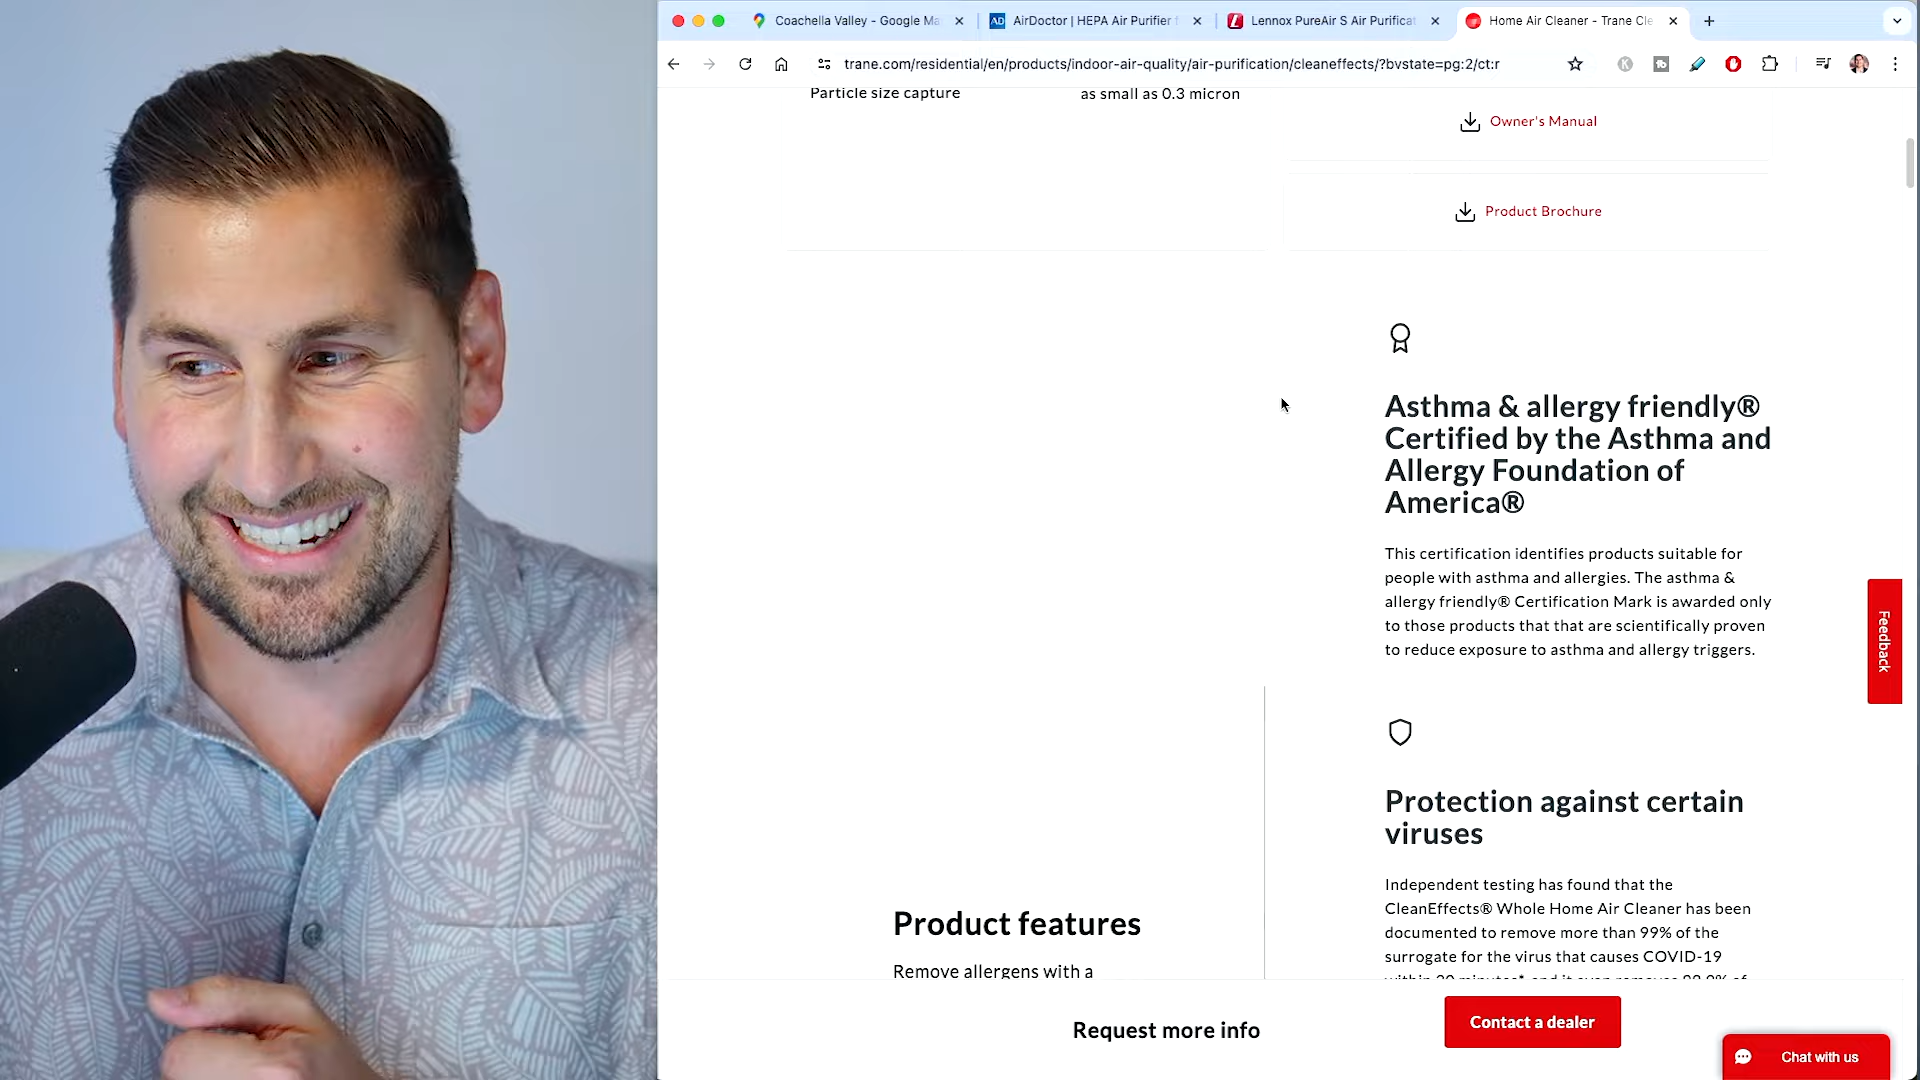 Coachella Valley - Google Ma
AirDoctor | HEPA Air Purifier f
Lennox PureAir S Air Purificat
Home Air Cleaner - Trane Cle
trane.com/residential/en/products/indoor-air-quality/air-purification/cleaneffects/?bvstate=pg:2/ct:r
Particle size capture
as small as 0.3 micron
Owner's Manual
Product Brochure
Asthma & allergy friendly®
Certified by the Asthma and
Allergy Foundation of
America®
This certification identifies products suitable for
people with asthma and allergies. The asthma &
allergy friendly® Certification Mark is awarded only
to those products that that are scientifically proven
to reduce exposure to asthma and allergy triggers.
Feedback
Protection against certain
viruses
Independent testing has found that the
CleanEffects® Whole Home Air Cleaner has been
documented to remove more than 99% of the
surrogate for the virus that causes COVID-19
Product features
Remove allergens with a
Request more info
Contact a dealer
Chat with us